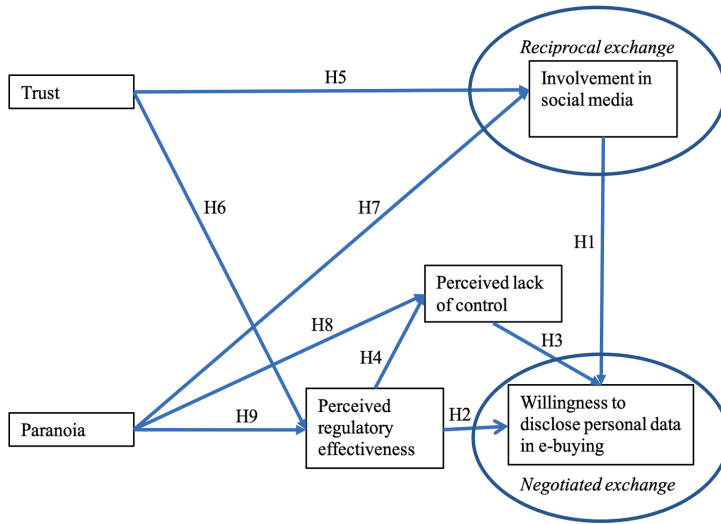 Reciprocal exchange
H5
Involvement in
social media
Trust
H6
H7
H1
Perceived lack
of control
H8
H3
H4
Paranoia
H9
Perceived
regulatory
effectiveness
H2
Willingness to
disclose personal data
in e-buying
Negotiated exchange